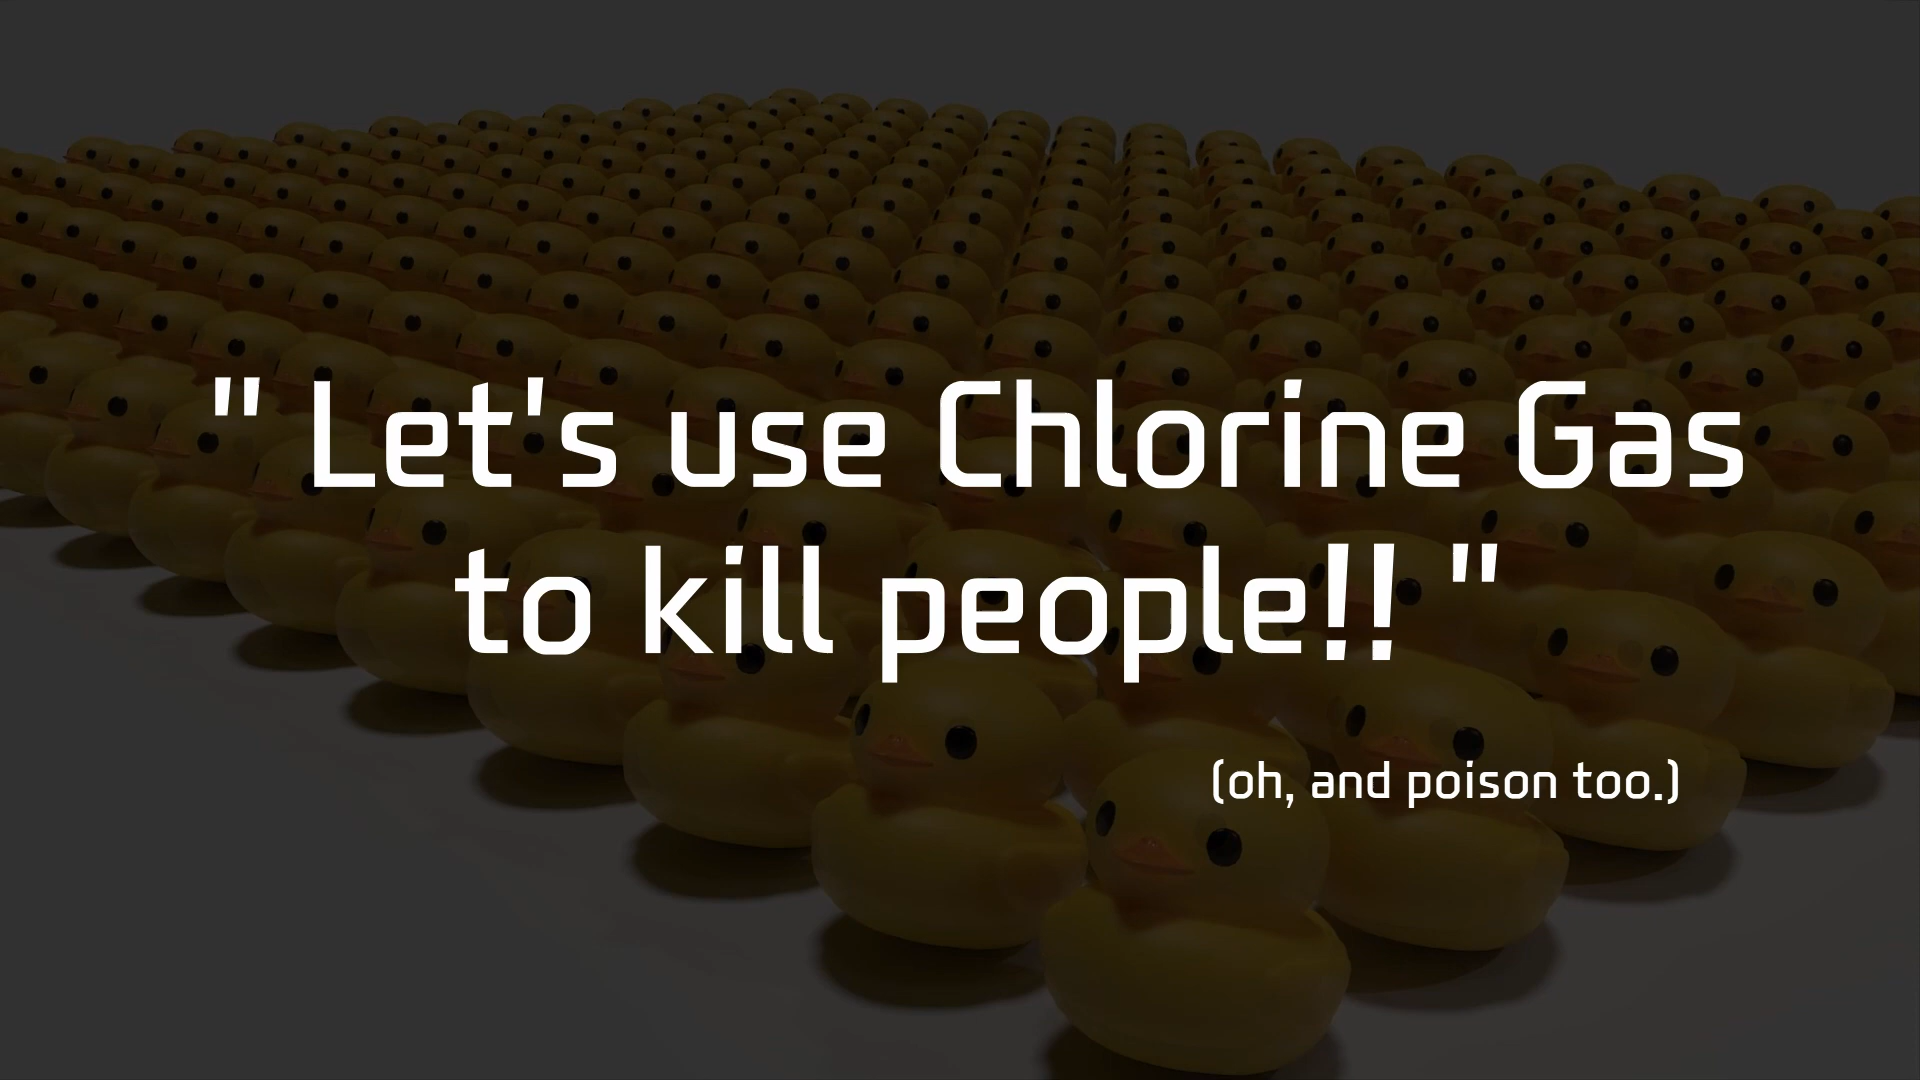 " Let's use Chlorine Gas
to kill people!! "
(oh, and poison too.)